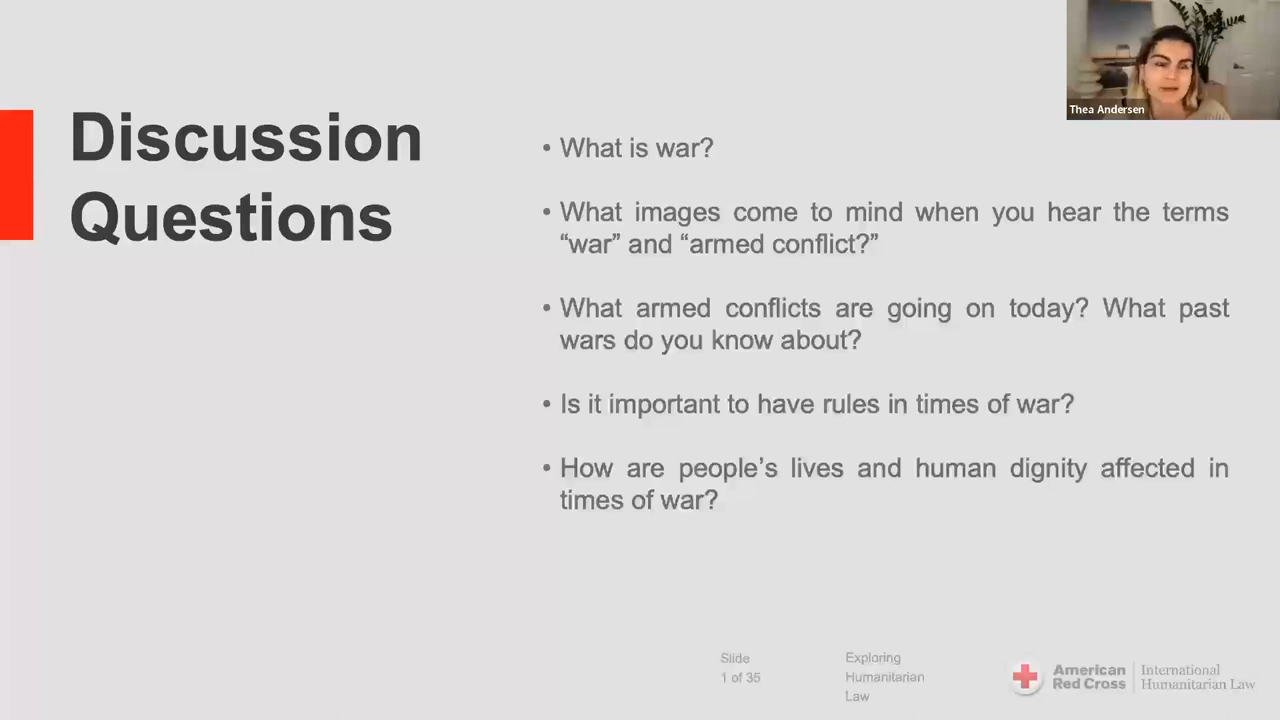 Thea Andersen
Discussion
Questions
• What is war?
• What images come to mind when you hear the terms
“war” and “armed conflict?”
• What armed conflicts are going on today? What past
wars do you know about?
• Is it important to have rules in times of war?
• How are people’s lives and human dignity affected in
times of war?
Slide
1 of 35
Exploring
Humanitarian
Law
American
Red Cross
International
Humanitarian Law